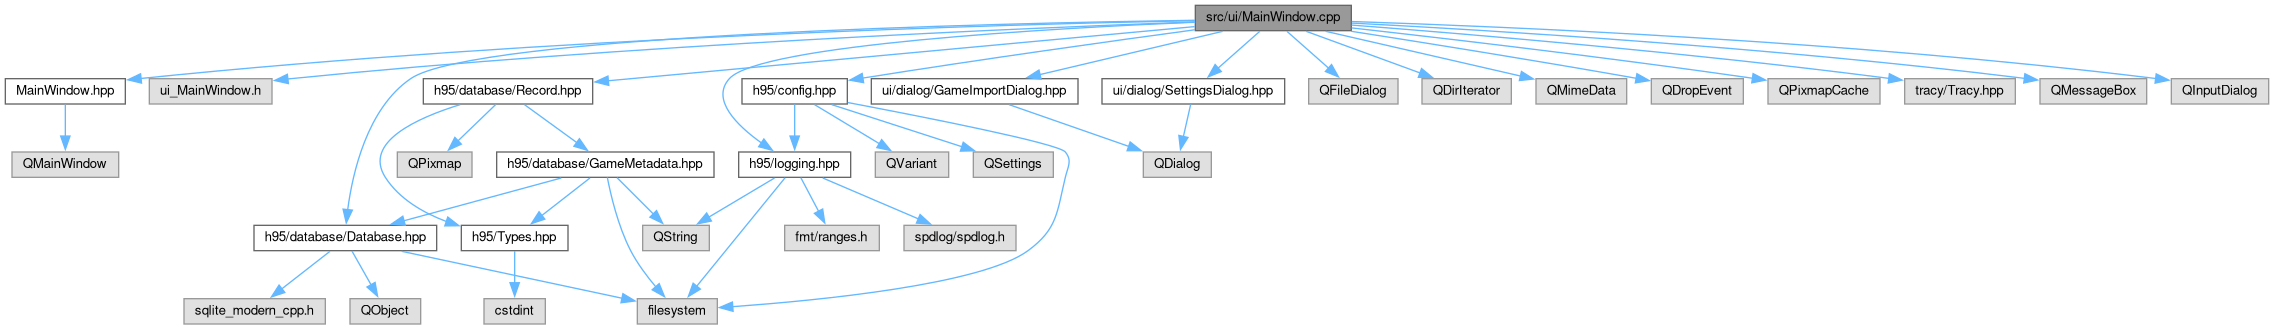 src/ui/MainWindow.cpp
MainWindow.hpp
ui_MainWindow.h
h95/database/Record.hpp
h95/config.hpp
ui/dialog/GameImportDialog.hpp
ui/dialog/SettingsDialog.hpp
QFileDialog
QDirIterator
QMimeData
QDropEvent
QPixmapCache
tracy/Tracy.hpp
QMessageBox
QInputDialog
QMainWindow
QPixmap
h95/database/GameMetadata.hpp
h95/logging.hpp
QVariant
QSettings
QDialog
h95/database/Database.hpp
h95/Types.hpp
QString
fmt/ranges.h
spdlog/spdlog.h
sqlite_modern_cpp.h
QObject
cstdint
filesystem